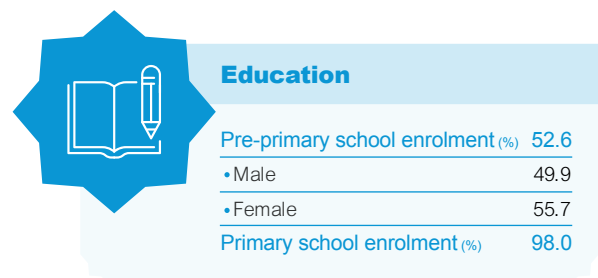 Education
Pre-primary school enrolment (%) 52.6
• Male 49.9
• Female 55.7
Primary school enrolment (%) 98.0